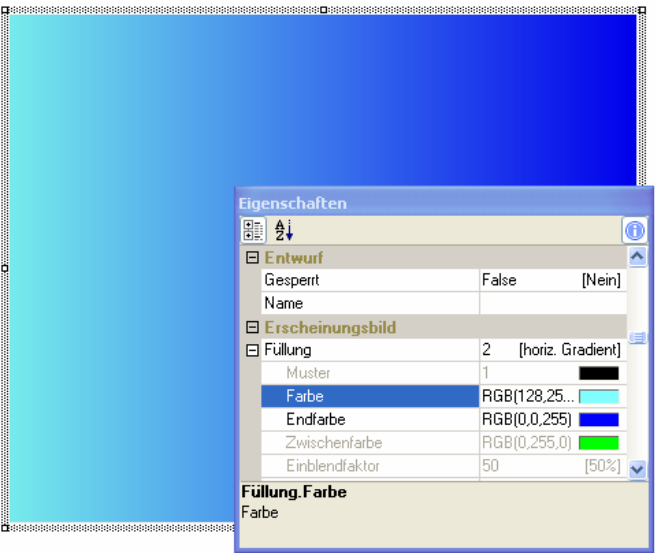 Eigenschaften
Entwurf
Gesperrt False [Nein]
Name
Erscheinungsbild
Füllung 2 [horiz. Gradient]
Muster 1
Farbe RGB(128,25...
Endfarbe RGB(0,0,255)
Zwischenfarbe RGB(0,255,0)
Einblendfaktor 50 [50%]
Füllung.Farbe
Farbe